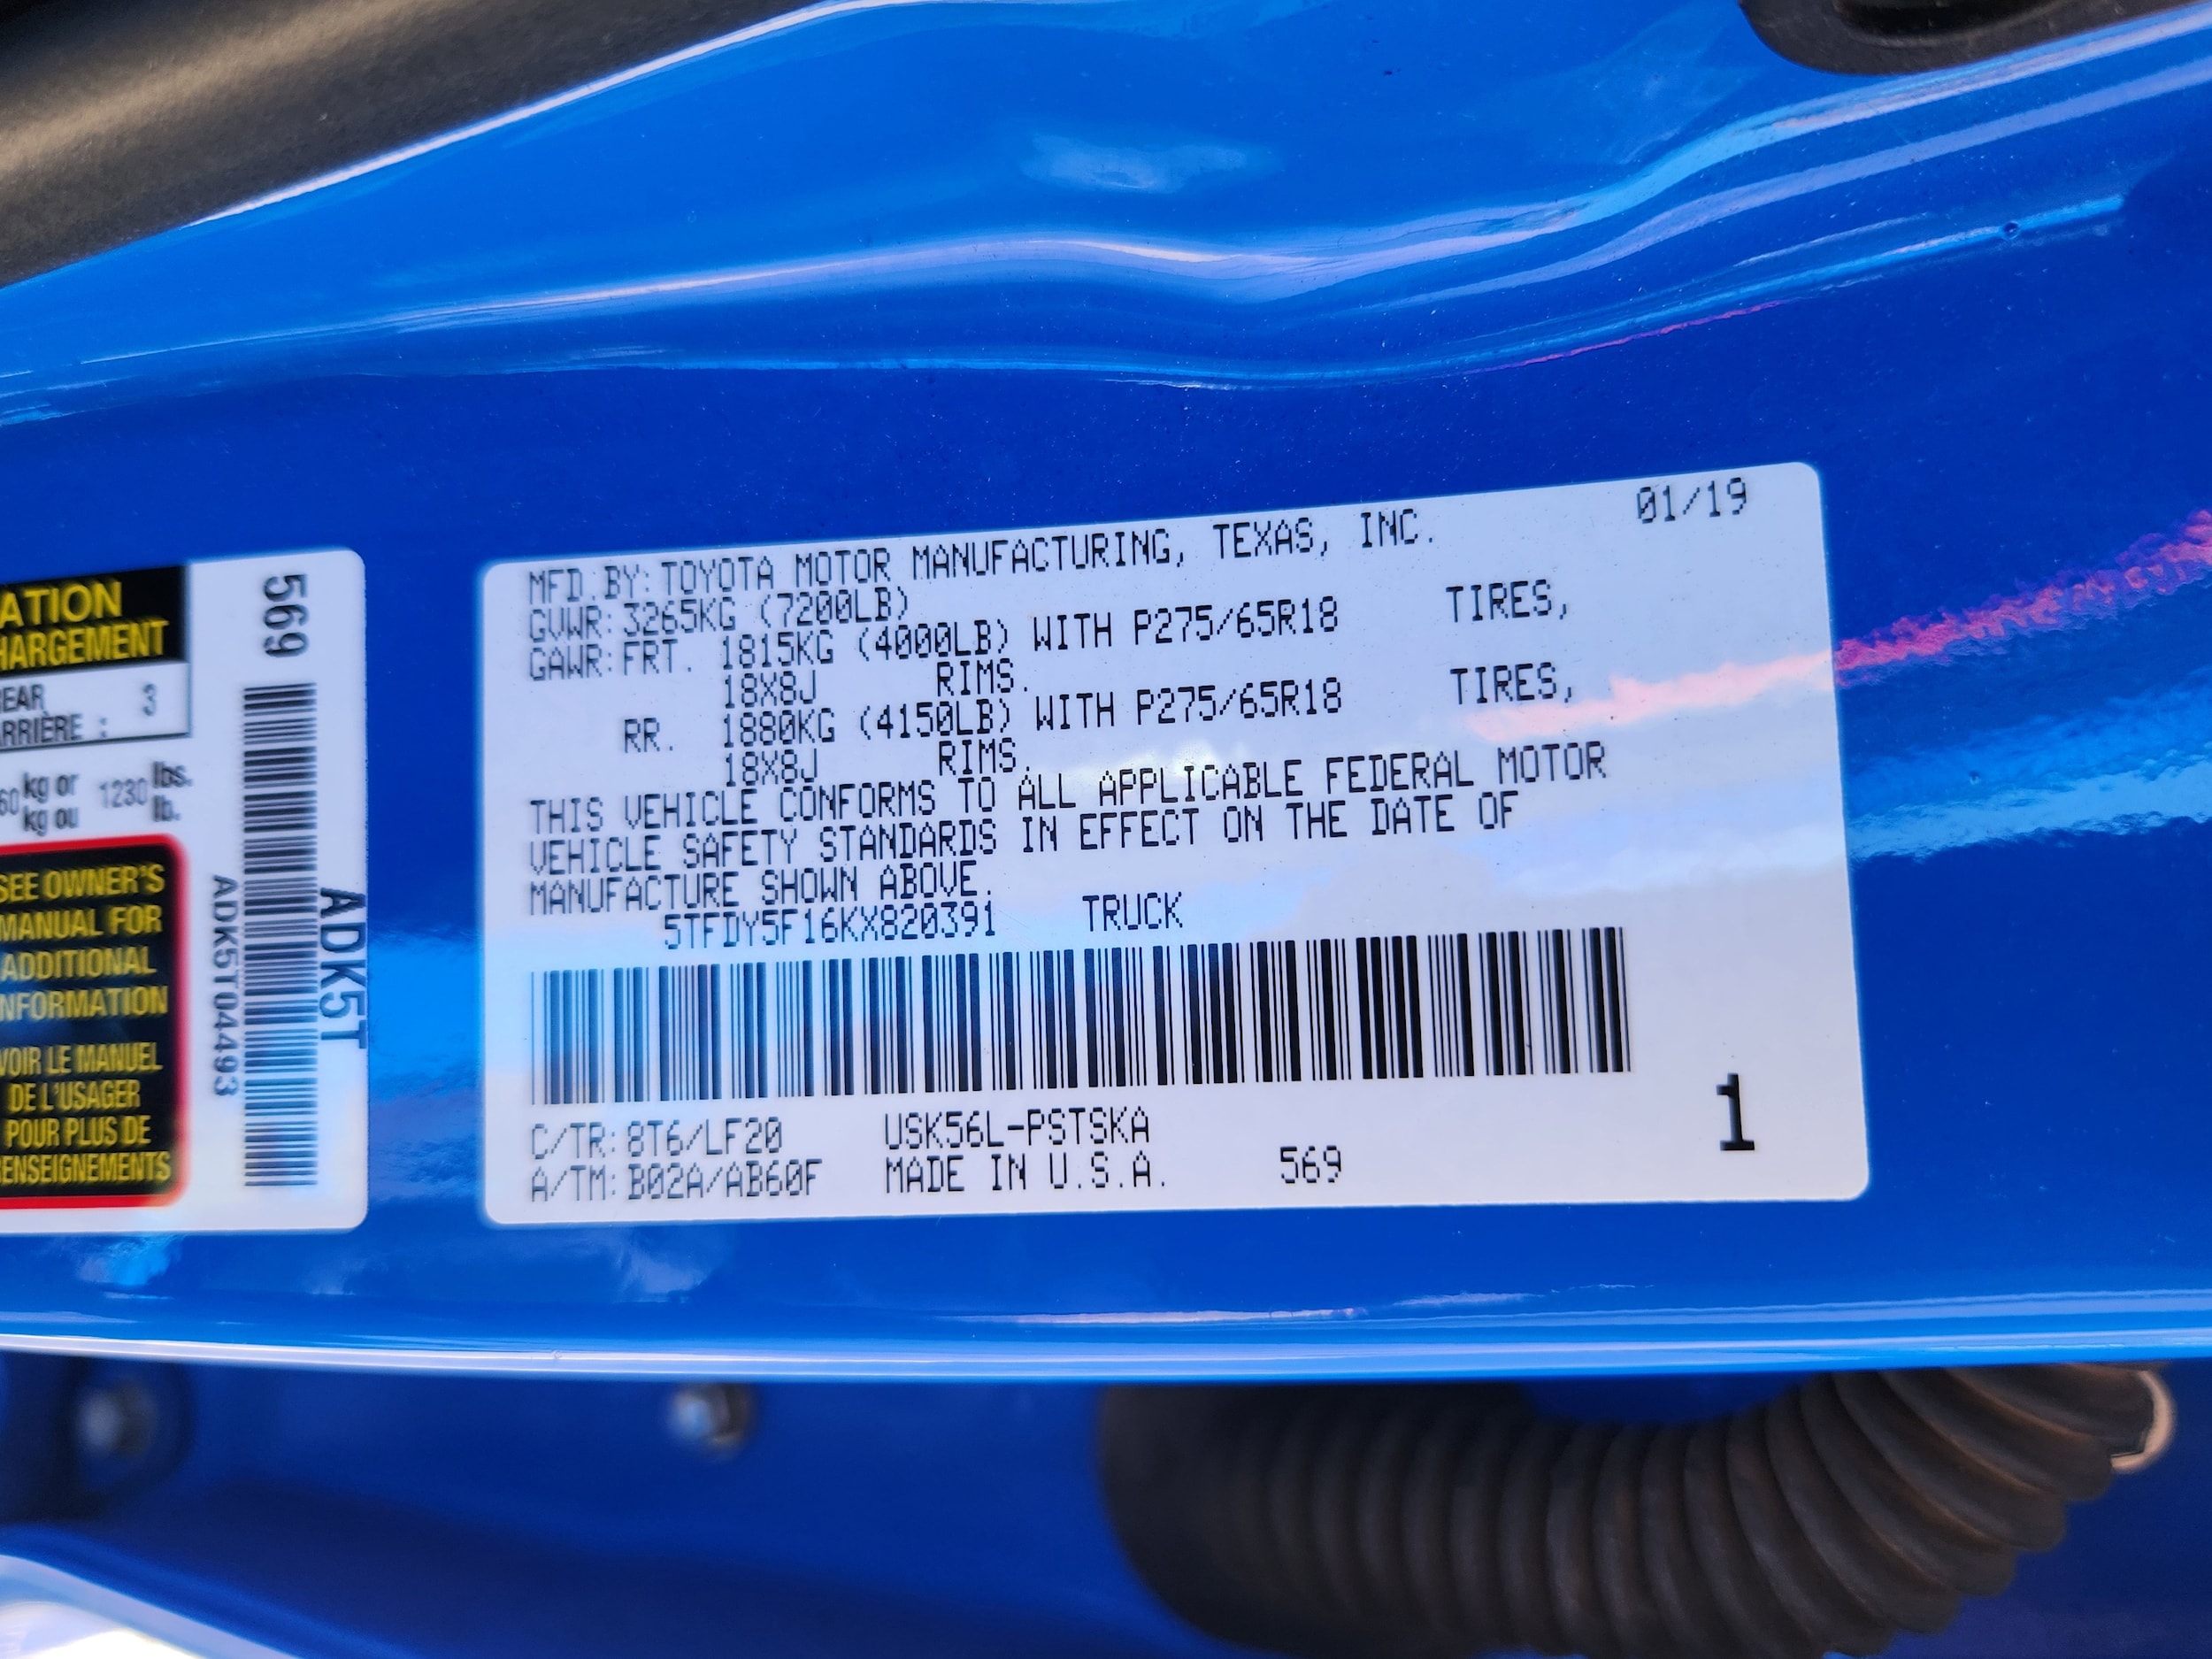 ATION
HARGEMENT
REAR
ARRIÈRE : 3
60 kg or 1230 lbs.
kg ou lb.
SEE OWNER'S
MANUAL FOR
ADDITIONAL
INFORMATION
VOIR LE MANUEL
DE L'USAGER
POUR PLUS DE
RENSEIGNEMENTS
569
ADK5T04493
ADK5T
MFD.BY:TOYOTA MOTOR MANUFACTURING, TEXAS, INC. 01/19
GVWR:3265KG (7200LB)
GAWR:FRT. 1815KG (4000LB) WITH P275/65R18 TIRES,
18X8J RIMS.
RR. 1880KG (4150LB) WITH P275/65R18 TIRES,
18X8J RIMS.
THIS VEHICLE CONFORMS TO ALL APPLICABLE FEDERAL MOTOR
VEHICLE SAFETY STANDARDS IN EFFECT ON THE DATE OF
MANUFACTURE SHOWN ABOVE.
5TFDY5F16KX820391 TRUCK
C/TR:8T6/LF20 USK56L-PSTSKA
A/TM:B02A/AB60F MADE IN U.S.A. 569
1